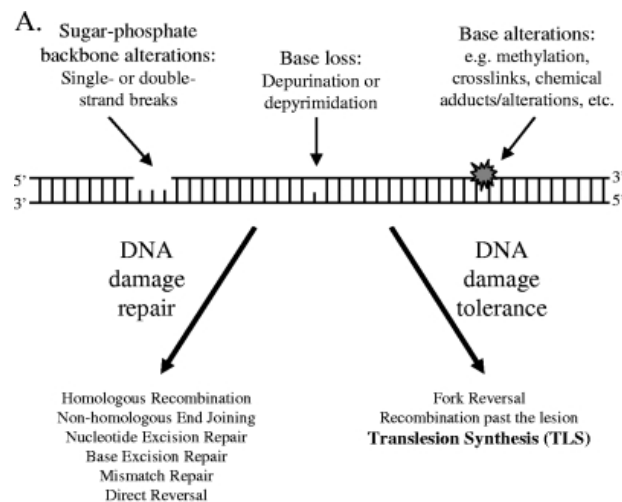 A.
Sugar-phosphate
backbone alterations:
Single- or double-
strand breaks
Base loss:
Depurination or
depyrimidation
Base alterations:
e.g. methylation,
crosslinks, chemical
adducts/alterations, etc.
5'
3'
3'
5'
DNA
damage
repair
DNA
damage
tolerance
Homologous Recombination
Non-homologous End Joining
Nucleotide Excision Repair
Base Excision Repair
Mismatch Repair
Direct Reversal
Fork Reversal
Recombination past the lesion
Translesion Synthesis (TLS)